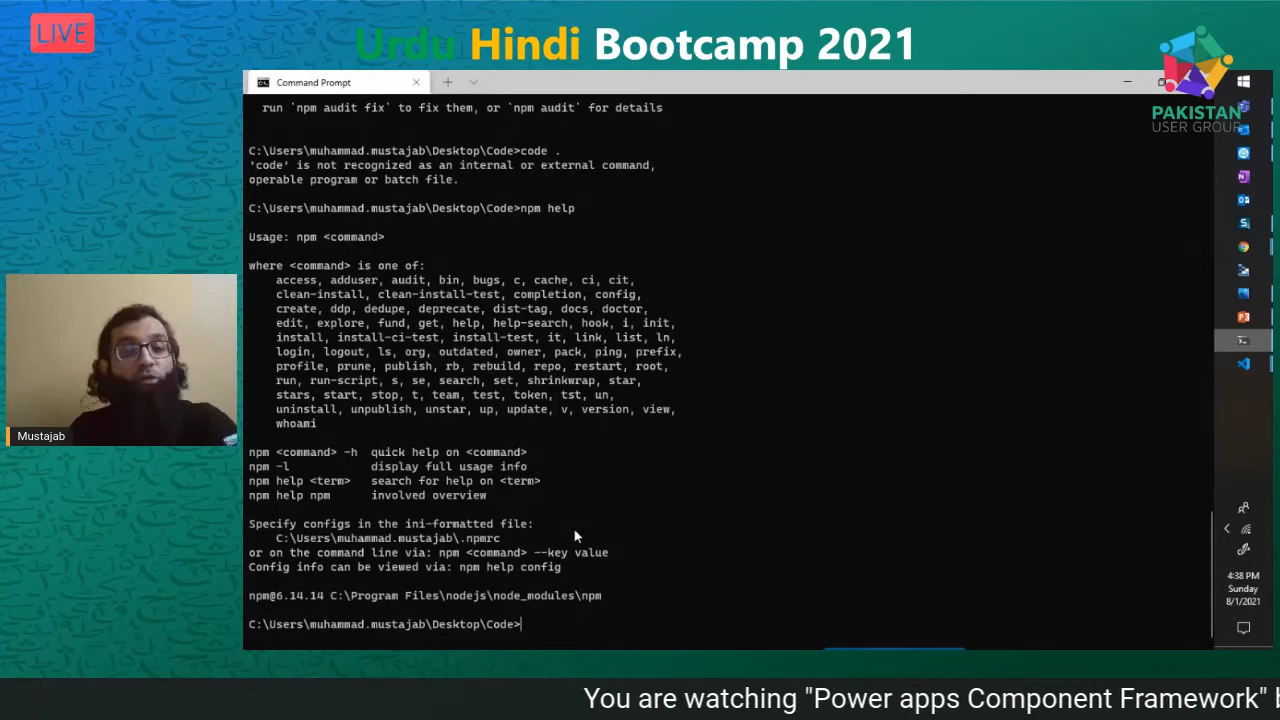 LIVE
Urdu Hindi Bootcamp 2021
PAKISTAN
USER GROUP
Command Prompt
run `npm audit fix` to fix them, or `npm audit` for details
C:\Users\muhammad.mustajab\Desktop\Code>code .
'code' is not recognized as an internal or external command,
operable program or batch file.
C:\Users\muhammad.mustajab\Desktop\Code>npm help
Usage: npm <command>
where <command> is one of:
access, adduser, audit, bin, bugs, c, cache, ci, cit,
clean-install, clean-install-test, completion, config,
create, ddp, dedupe, deprecate, dist-tag, docs, doctor,
edit, explore, fund, get, help, help-search, hook, i, init,
install, install-ci-test, install-test, it, link, list, ln,
login, logout, ls, org, outdated, owner, pack, ping, prefix,
profile, prune, publish, rb, rebuild, repo, restart, root,
run, run-script, s, se, search, set, shrinkwrap, star,
stars, start, stop, t, team, test, token, tst, un,
uninstall, unpublish, unstar, up, update, v, version, view,
whoami
npm <command> -h quick help on <command>
npm -l display full usage info
npm help <term> search for help on <term>
npm help npm involved overview
Specify configs in the ini-formatted file:
C:\Users\muhammad.mustajab\.npmrc
or on the command line via: npm <command> --key value
Config info can be viewed via: npm help config
npm@6.14.14 C:\Program Files\nodejs\node_modules\npm
C:\Users\muhammad.mustajab\Desktop\Code>
Mustajab
4:38 PM
Sunday
8/1/2021
You are watching "Power apps Component Framework" b